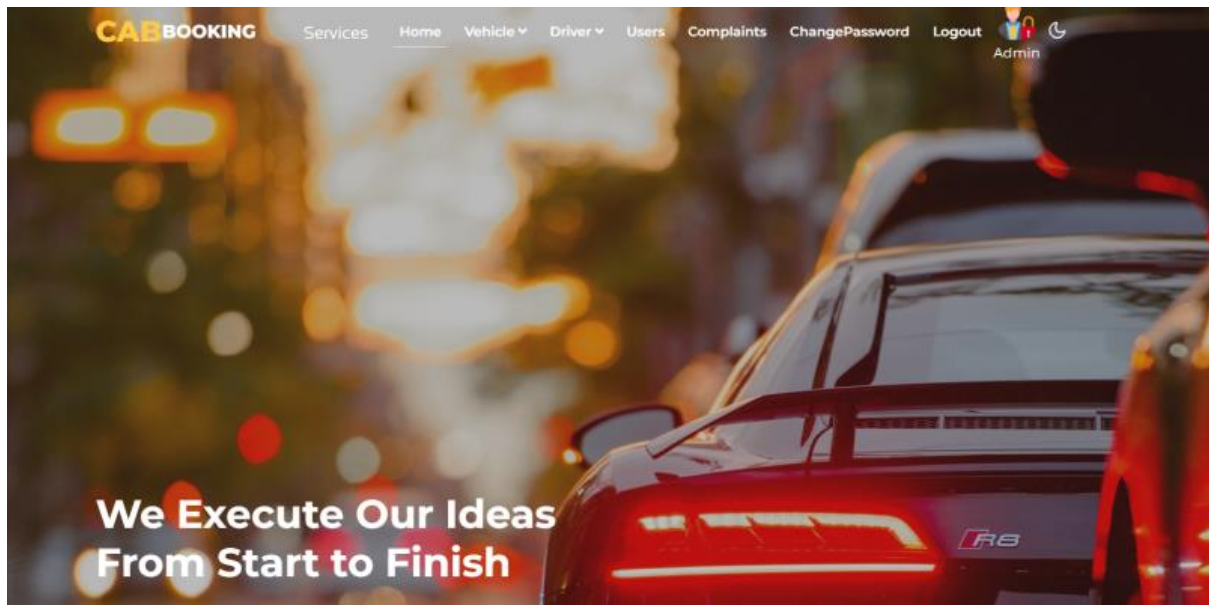 CABBOOKING Services Home Vehicle Driver Users Complaints ChangePassword Logout
Admin
We Execute Our Ideas
From Start to Finish
R8